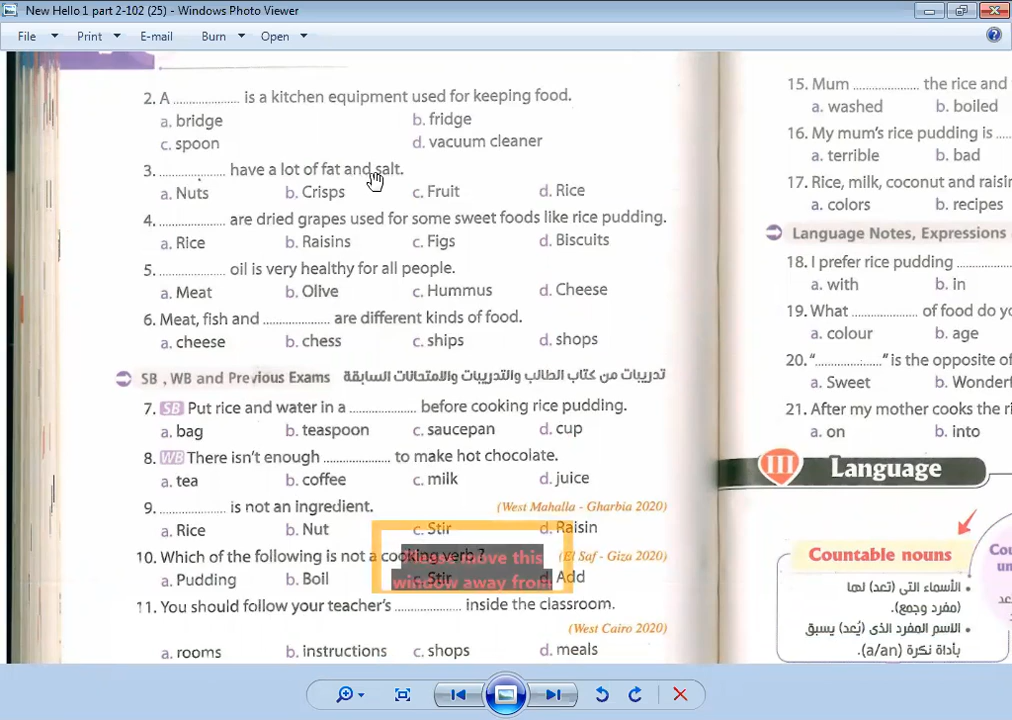 New Hello 1 part 2-102 (25) - Windows Photo Viewer
File Print E-mail Burn Open
2. A .................. is a kitchen equipment used for keeping food.
a. bridge b. fridge
c. spoon d. vacuum cleaner
3. .................. have a lot of fat and salt.
a. Nuts b. Crisps c. Fruit d. Rice
4. .................. are dried grapes used for some sweet foods like rice pudding.
a. Rice b. Raisins c. Figs d. Biscuits
5. .................. oil is very healthy for all people.
a. Meat b. Olive c. Hummus d. Cheese
6. Meat, fish and .................. are different kinds of food.
a. cheese b. chess c. ships d. shops
SB , WB and Previous Exams تدريبات من كتاب الطالب والتدريبات والامتحانات السابقة
7. SB Put rice and water in a .................. before cooking rice pudding.
a. bag b. teaspoon c. saucepan d. cup
8. WB There isn't enough .................. to make hot chocolate.
a. tea b. coffee c. milk d. juice
9. .................. is not an ingredient. (West Mahalla - Gharbia 2020)
a. Rice b. Nut c. Stir d. Raisin
10. Which of the following is not a cooking verb ? (El Saf - Giza 2020)
a. Pudding b. Boil c. Stir d. Add
move this
window away from
11. You should follow your teacher's .................. inside the classroom.
(West Cairo 2020)
a. rooms b. instructions c. shops d. meals
15. Mum .................. the rice and
a. washed b. boiled
16. My mum's rice pudding is
a. terrible b. bad
17. Rice, milk, coconut and
a. colors b. recipes
Language Notes, Expressions
18. I prefer rice pudding ..................
a. with b. in
19. What .................. of food do
a. colour b. age
20. "..................." is the opposite of
a. Sweet
21. After my mother cooks the
a. on b. into
III Language
Countable nouns
• الأسماء التى (تعد) لها
(مفرد وجمع).
• الاسم المفرد الذى (يُعد) يسبق
بأداة نكرة (a/an).